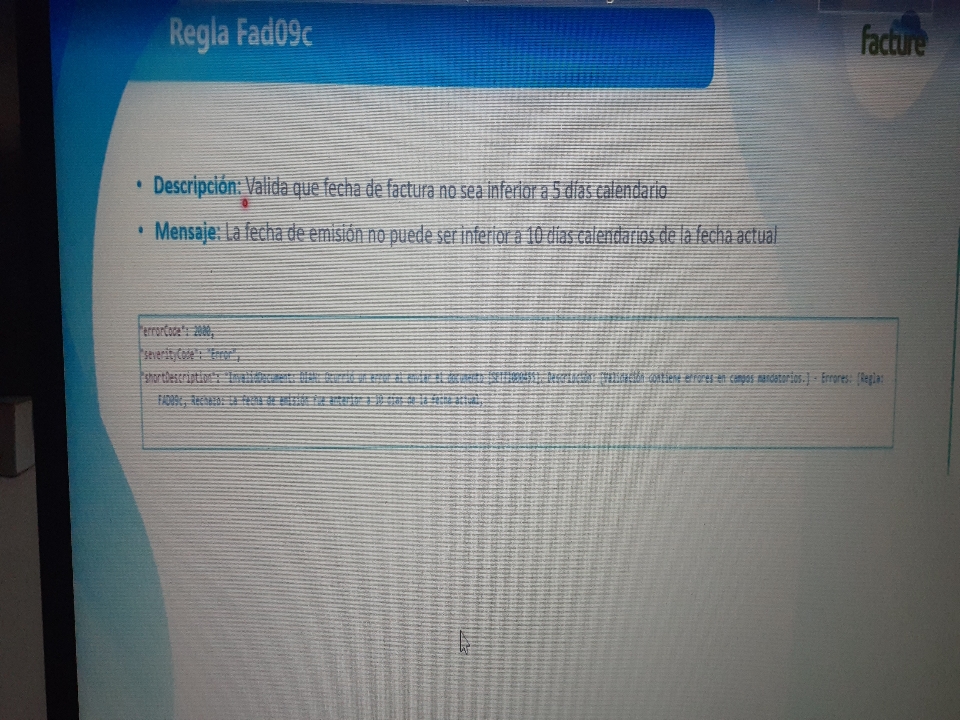 Regla Fad09c
facture
• Descripción: Valida que fecha de factura no sea inferior a 5 días calendario
• Mensaje: La fecha de emisión no puede ser inferior a 10 días calendarios de la fecha actual
"errorCode": 2000,
"severityCode": "Error",
"shortDescription": "InvalidDocument: DIAN: Ocurrió un error al enviar el documento Descripción: [Validación contiene errores en campos mandatorios.] - Errores: [Regla:
FAD09c, Rechazo: La fecha de emisión fue anterior a 10 días de la fecha actual,